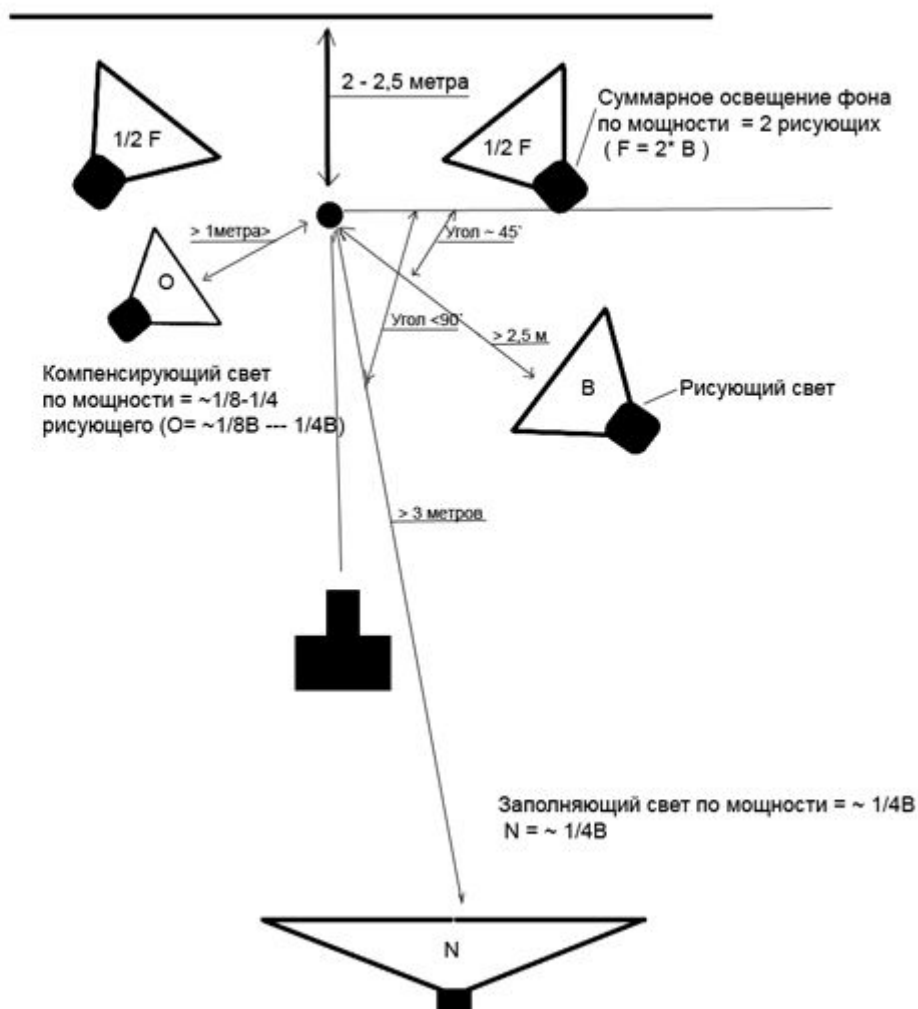 2 - 2,5 метра
1/2 F
1/2 F
Суммарное освещение фона
по мощности = 2 рисующих
( F = 2* B )
> 1метра>
Угол ~ 45`
O
Угол <90`
> 2,5 м
B
Рисующий свет
Компенсирующий свет
по мощности = ~1/8-1/4
рисующего (O= ~1/8B --- 1/4B)
> 3 метров
Заполняющий свет по мощности = ~ 1/4B
N = ~ 1/4B
N